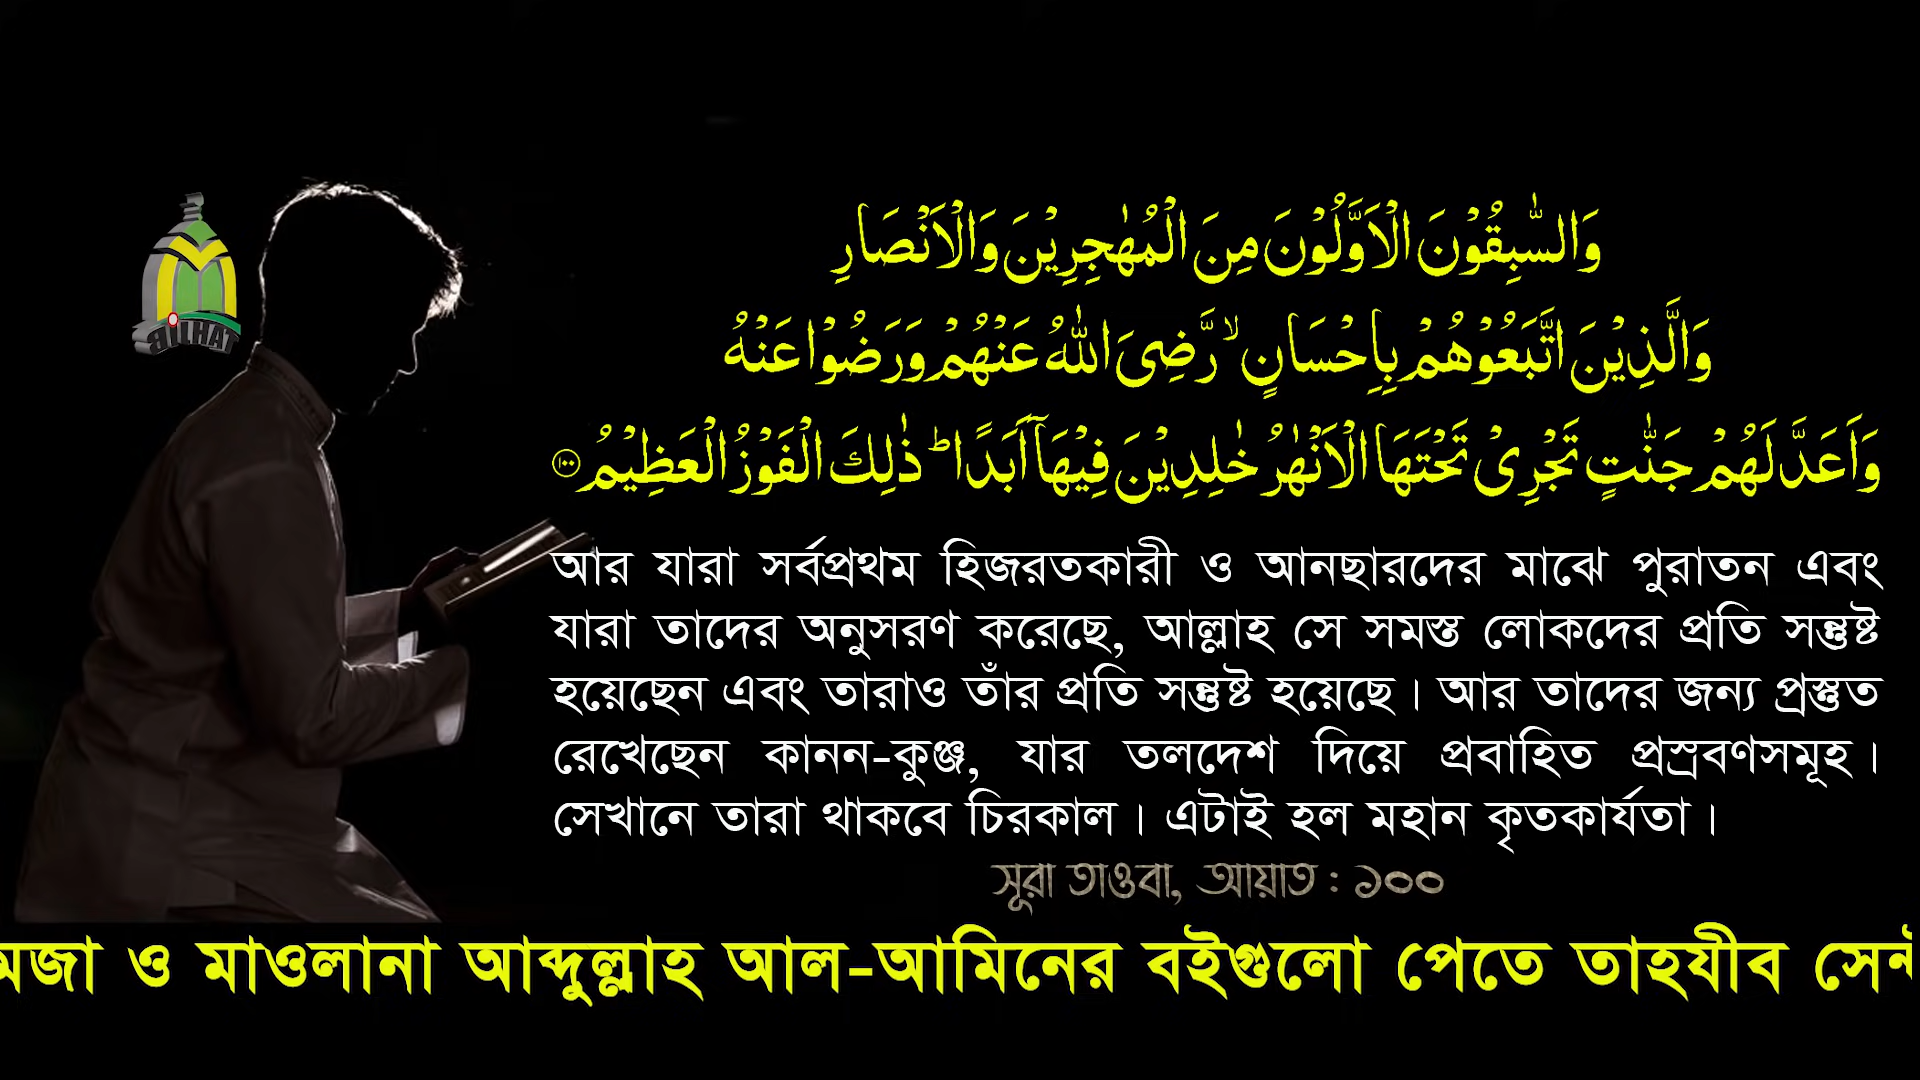 وَالسّٰبِقُوْنَ الْاَوَّلُوْنَ مِنَ الْمُهٰجِرِيْنَ وَالْاَنْصَارِ
وَالَّذِيْنَ اتَّبَعُوْهُمْ بِاِحْسَانٍ ۙ رَّضِىَ اللّٰهُ عَنْهُمْ وَرَضُوْا عَنْهُ
وَاَعَدَّ لَهُمْ جَنّٰتٍ تَجْرِىْ تَحْتَهَا الْاَنْهٰرُ خٰلِدِيْنَ فِيْهَاۤ اَبَدًا ؕ ذٰلِكَ الْفَوْزُ الْعَظِيْمُ ١٠٠
আর যারা সর্বপ্রথম হিজরতকারী ও আনছারদের মাঝে পুরাতন এবং
যারা তাদের অনুসরণ করেছে, আল্লাহ সে সমস্ত লোকদের প্রতি সন্তুষ্ট
হয়েছেন এবং তারাও তাঁর প্রতি সন্তুষ্ট হয়েছে। আর তাদের জন্য প্রস্তুত
রেখেছেন কানন-কুঞ্জ, যার তলদেশ দিয়ে প্রবাহিত প্রস্রবণসমূহ।
সেখানে তারা থাকবে চিরকাল। এটাই হল মহান কৃতকার্যতা।
সূরা তাওবা, আয়াত : ১০০
ও মাওলানা আব্দুল্লাহ আল-আমিনের বইগুলো পেতে তাহযীব